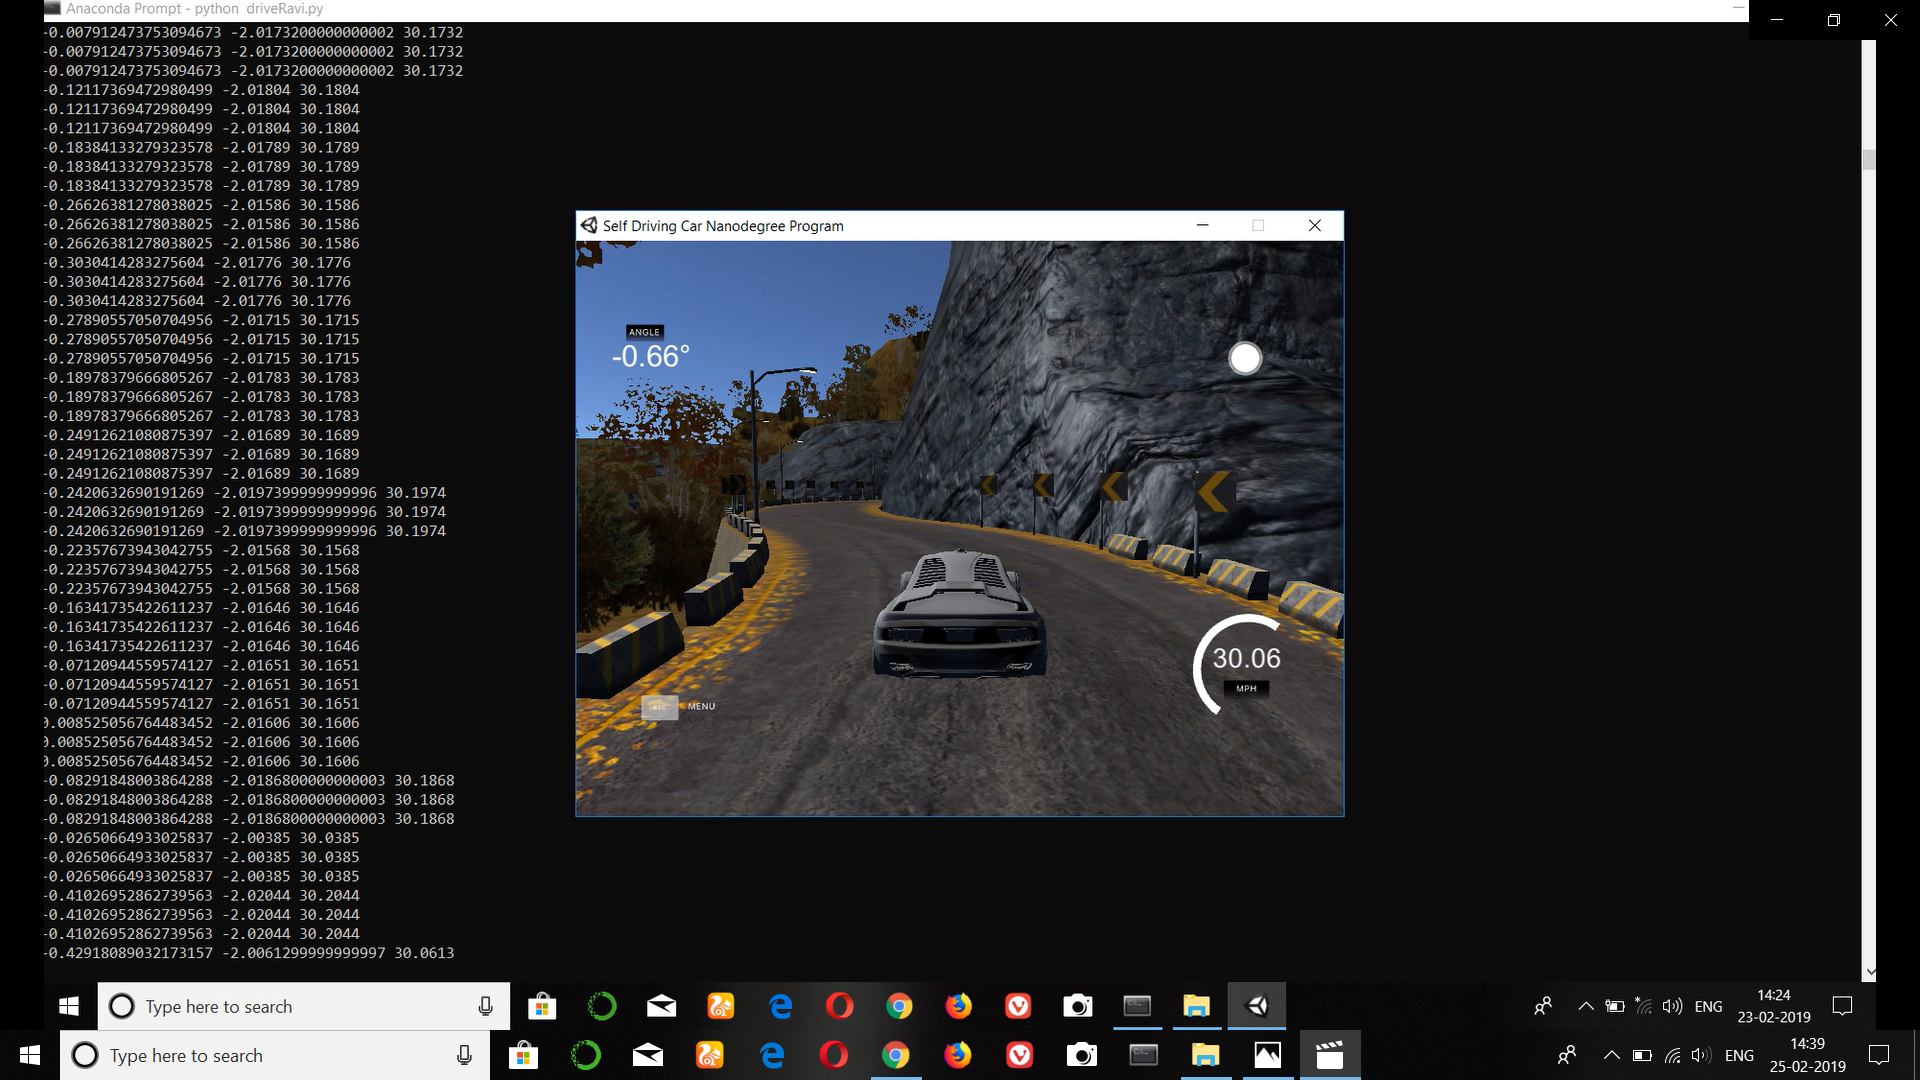 Anaconda Prompt - python driveRavi.py
-0.007912473753094673 -2.0173200000000002 30.1732
-0.007912473753094673 -2.0173200000000002 30.1732
-0.007912473753094673 -2.0173200000000002 30.1732
-0.12117369472980499 -2.01804 30.1804
-0.12117369472980499 -2.01804 30.1804
-0.12117369472980499 -2.01804 30.1804
-0.18384133279323578 -2.01789 30.1789
-0.18384133279323578 -2.01789 30.1789
-0.18384133279323578 -2.01789 30.1789
-0.26626381278038025 -2.01586 30.1586
-0.26626381278038025 -2.01586 30.1586
-0.26626381278038025 -2.01586 30.1586
-0.3030414283275604 -2.01776 30.1776
-0.3030414283275604 -2.01776 30.1776
-0.3030414283275604 -2.01776 30.1776
-0.27890557050704956 -2.01715 30.1715
-0.27890557050704956 -2.01715 30.1715
-0.27890557050704956 -2.01715 30.1715
-0.18978379666805267 -2.01783 30.1783
-0.18978379666805267 -2.01783 30.1783
-0.18978379666805267 -2.01783 30.1783
-0.24912621080875397 -2.01689 30.1689
-0.24912621080875397 -2.01689 30.1689
-0.24912621080875397 -2.01689 30.1689
-0.2420632690191269 -2.0197399999999996 30.1974
-0.2420632690191269 -2.0197399999999996 30.1974
-0.2420632690191269 -2.0197399999999996 30.1974
-0.22357673943042755 -2.01568 30.1568
-0.22357673943042755 -2.01568 30.1568
-0.22357673943042755 -2.01568 30.1568
-0.16341735422611237 -2.01646 30.1646
-0.16341735422611237 -2.01646 30.1646
-0.16341735422611237 -2.01646 30.1646
-0.07120944559574127 -2.01651 30.1651
-0.07120944559574127 -2.01651 30.1651
-0.07120944559574127 -2.01651 30.1651
0.008525056764483452 -2.01606 30.1606
0.008525056764483452 -2.01606 30.1606
0.008525056764483452 -2.01606 30.1606
-0.08291848003864288 -2.0186800000000003 30.1868
-0.08291848003864288 -2.0186800000000003 30.1868
-0.08291848003864288 -2.0186800000000003 30.1868
-0.02650664933025837 -2.00385 30.0385
-0.02650664933025837 -2.00385 30.0385
-0.02650664933025837 -2.00385 30.0385
-0.41026952862739563 -2.02044 30.2044
-0.41026952862739563 -2.02044 30.2044
-0.41026952862739563 -2.02044 30.2044
-0.42918089032173157 -2.0061299999999997 30.0613
Self Driving Car Nanodegree Program
ANGLE
-0.66°
30.06
MPH
ESC MENU
Type here to search
ENG
14:24
23-02-2019
Type here to search
ENG
14:39
25-02-2019